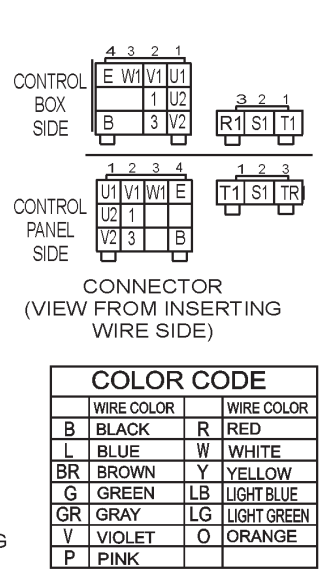 4 3 2 1
CONTROL BOX SIDE
E W1 V1 U1
1 U2
B 3 V2
3 2 1
R1 S1 T1
1 2 3 4
CONTROL PANEL SIDE
U1 V1 W1 E
U2 1
V2 3 B
1 2 3
T1 S1 TR
CONNECTOR
(VIEW FROM INSERTING
WIRE SIDE)
COLOR CODE
WIRE COLOR WIRE COLOR
B BLACK R RED
L BLUE W WHITE
BR BROWN Y YELLOW
G GREEN LB LIGHT BLUE
GR GRAY LG LIGHT GREEN
V VIOLET O ORANGE
P PINK
G